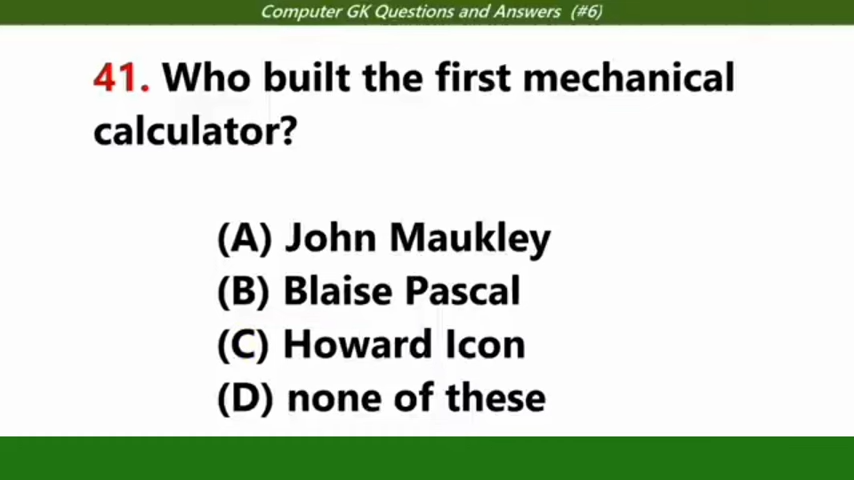 Computer GK Questions and Answers (#6)
41. Who built the first mechanical
calculator?
(A) John Maukley
(B) Blaise Pascal
(C) Howard Icon
(D) none of these